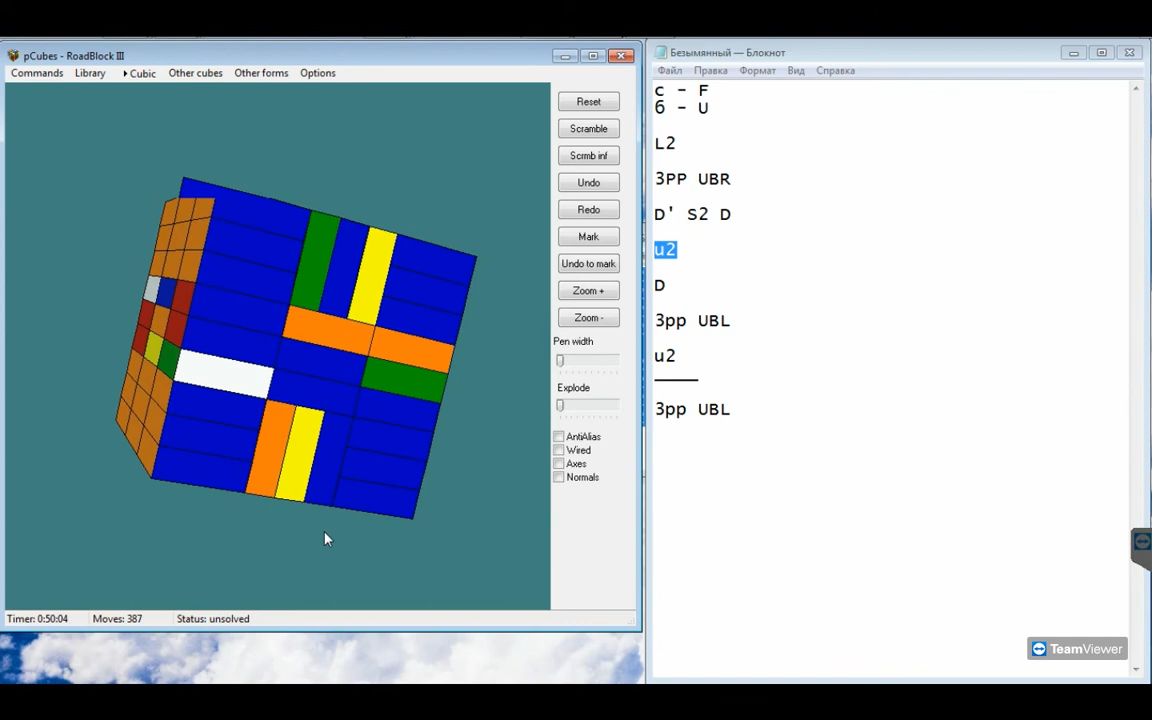 pCubes - RoadBlock III
Commands Library Cubic Other cubes Other forms Options
Reset
Scramble
Scrmb inf
Undo
Redo
Mark
Undo to mark
Zoom +
Zoom -
Pen width
Explode
AntiAlias
Wired
Axes
Normals
Timer: 0:50:04 Moves: 387 Status: unsolved
Безымянный — Блокнот
Файл Правка Формат Вид Справка
с - F
б - U
L2
3PP UBR
D' S2 D
u2
D
3pp UBL
u2
3pp UBL
TeamViewer